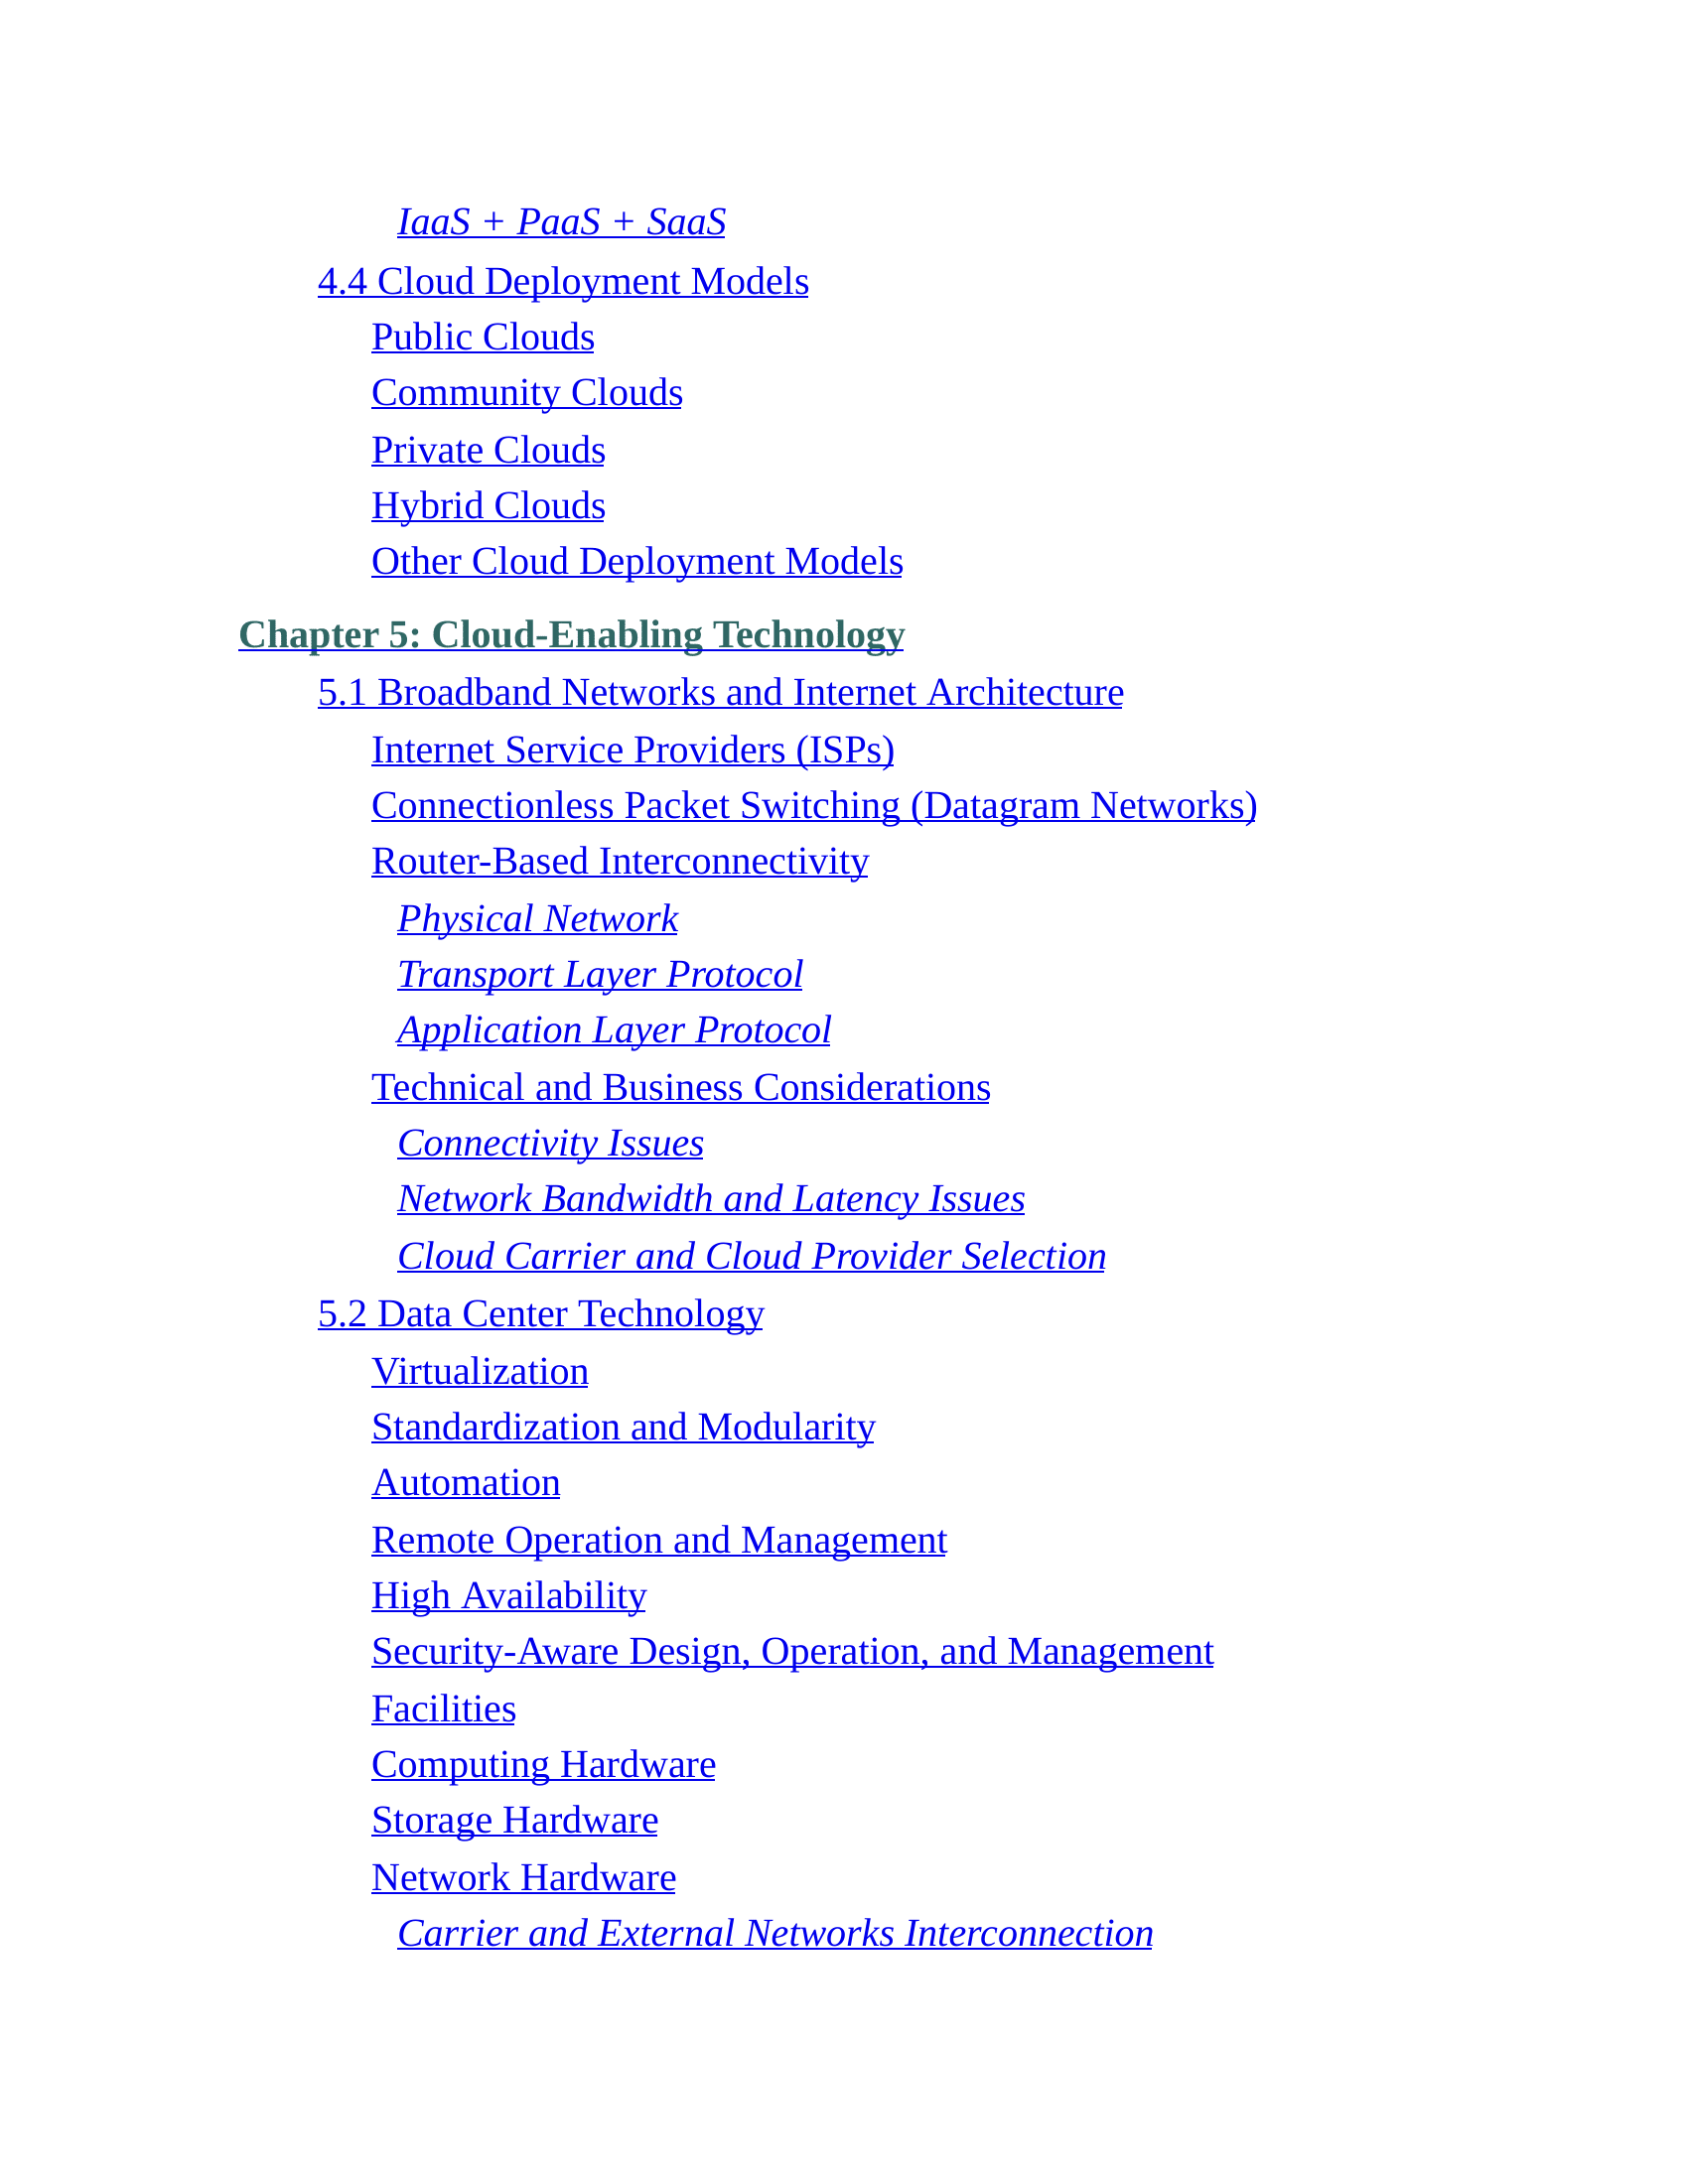 IaaS + PaaS + SaaS
4.4 Cloud Deployment Models
Public Clouds
Community Clouds
Private Clouds
Hybrid Clouds
Other Cloud Deployment Models
Chapter 5: Cloud-Enabling Technology
5.1 Broadband Networks and Internet Architecture
Internet Service Providers (ISPs)
Connectionless Packet Switching (Datagram Networks)
Router-Based Interconnectivity
Physical Network
Transport Layer Protocol
Application Layer Protocol
Technical and Business Considerations
Connectivity Issues
Network Bandwidth and Latency Issues
Cloud Carrier and Cloud Provider Selection
5.2 Data Center Technology
Virtualization
Standardization and Modularity
Automation
Remote Operation and Management
High Availability
Security-Aware Design, Operation, and Management
Facilities
Computing Hardware
Storage Hardware
Network Hardware
Carrier and External Networks Interconnection